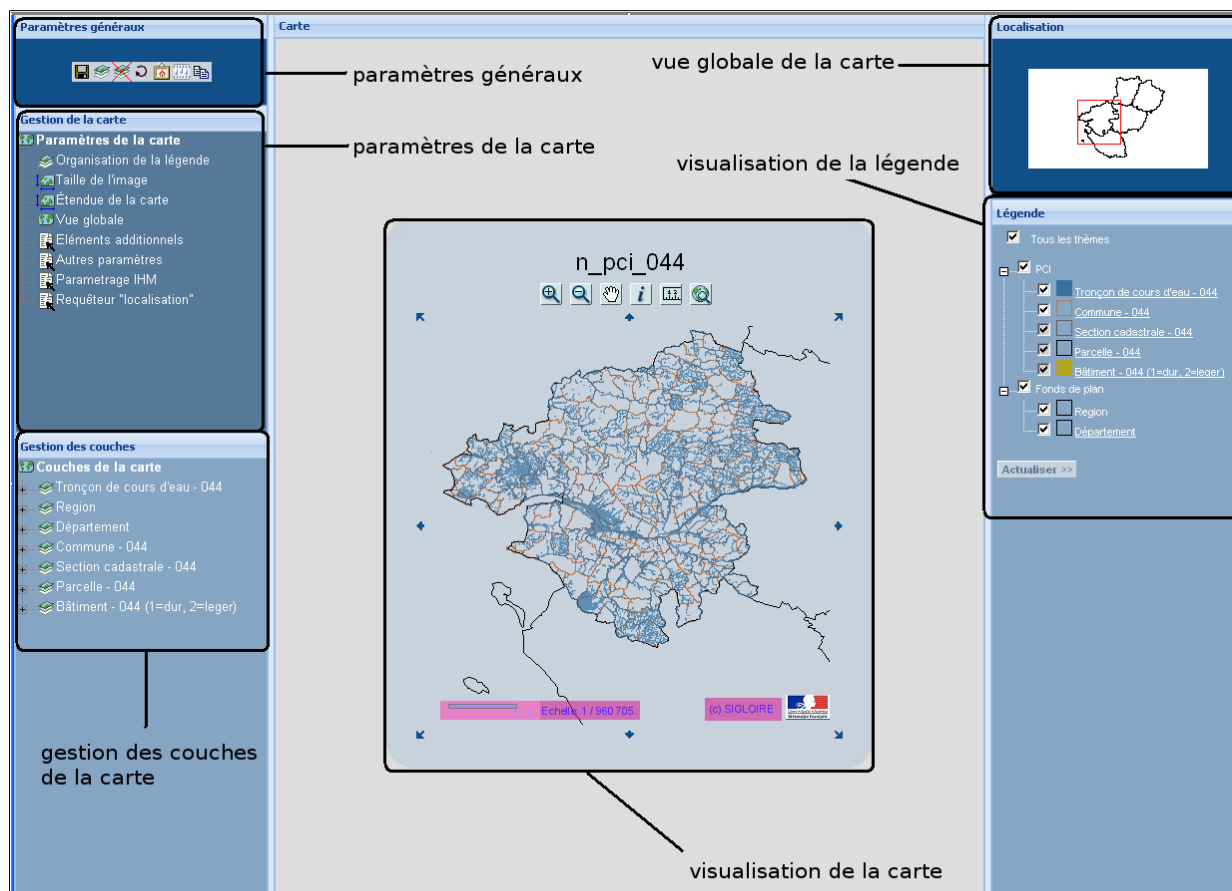 Paramètres généraux
Carte
Localisation
paramètres généraux
vue globale de la carte
Gestion de la carte
Paramètres de la carte
Organisation de la légende
Taille de l'image
Étendue de la carte
Vue globale
Eléments additionnels
Autres paramètres
Parametrage IHM
Requêteur "localisation"
paramètres de la carte
visualisation de la légende
Légende
Tous les thèmes
PCI
Tronçon de cours d'eau - 044
Commune - 044
Section cadastrale - 044
Parcelle - 044
Bâtiment - 044 (1=dur, 2=leger)
Fonds de plan
Region
Département
Actualiser >>
n_pci_044
Gestion des couches
Couches de la carte
Tronçon de cours d'eau - 044
Region
Département
Commune - 044
Section cadastrale - 044
Parcelle - 044
Bâtiment - 044 (1=dur, 2=leger)
Echelle: 1 / 960 705
(c) SIGLOIRE
gestion des couches
de la carte
visualisation de la carte